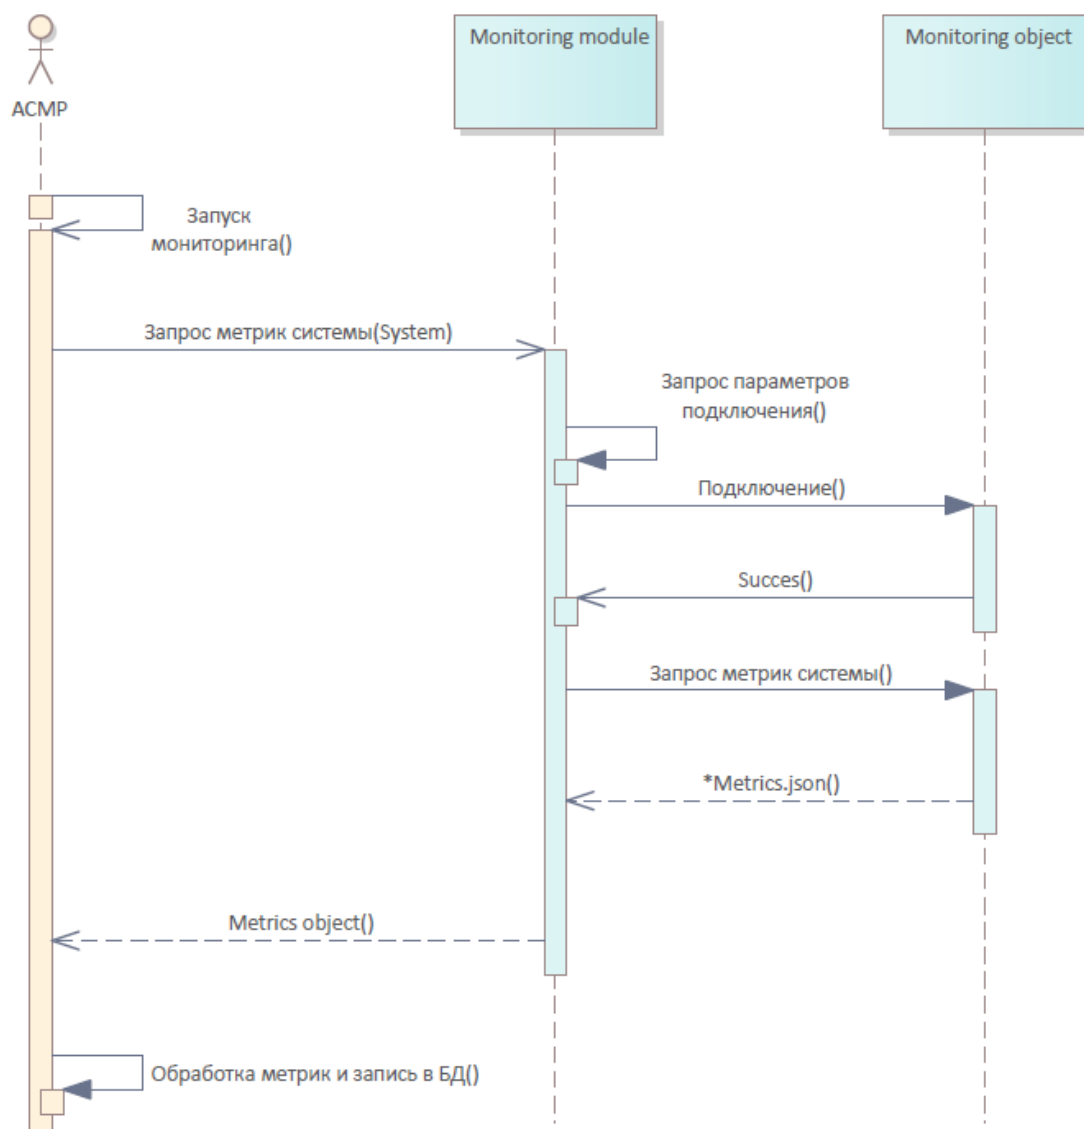 Monitoring module
Monitoring object
АСМР
Запуск
мониторинга()
Запрос метрик системы(System)
Запрос параметров
подключения()
Подключение()
Succes()
Запрос метрик системы()
*Metrics.json()
Metrics object()
Обработка метрик и запись в БД()